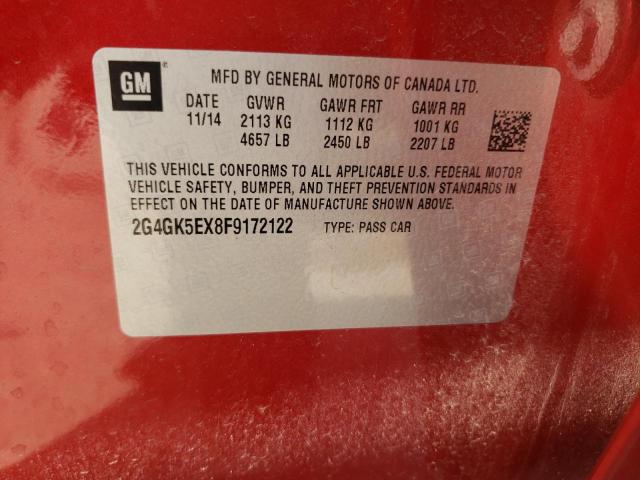 GM
MFD BY GENERAL MOTORS OF CANADA LTD.
DATE GVWR GAWR FRT GAWR RR
11/14 2113 KG 1112 KG 1001 KG
4657 LB 2450 LB 2207 LB
THIS VEHICLE CONFORMS TO ALL APPLICABLE U.S. FEDERAL MOTOR
VEHICLE SAFETY, BUMPER, AND THEFT PREVENTION STANDARDS IN
EFFECT ON THE DATE OF MANUFACTURE SHOWN ABOVE.
2G4GK5EX8F9172122 TYPE: PASS CAR